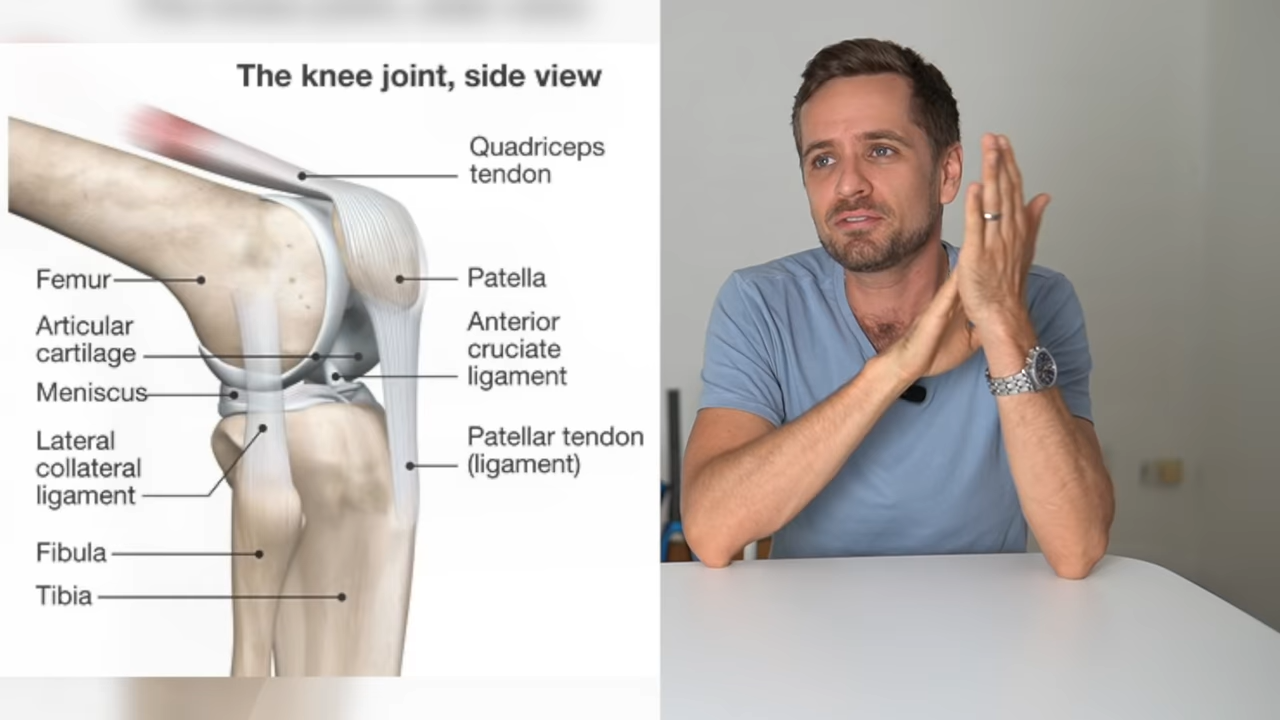 The knee joint, side view
Quadriceps
tendon
Femur
Patella
Articular
cartilage
Anterior
cruciate
ligament
Meniscus
Lateral
collateral
ligament
Patellar tendon
(ligament)
Fibula
Tibia